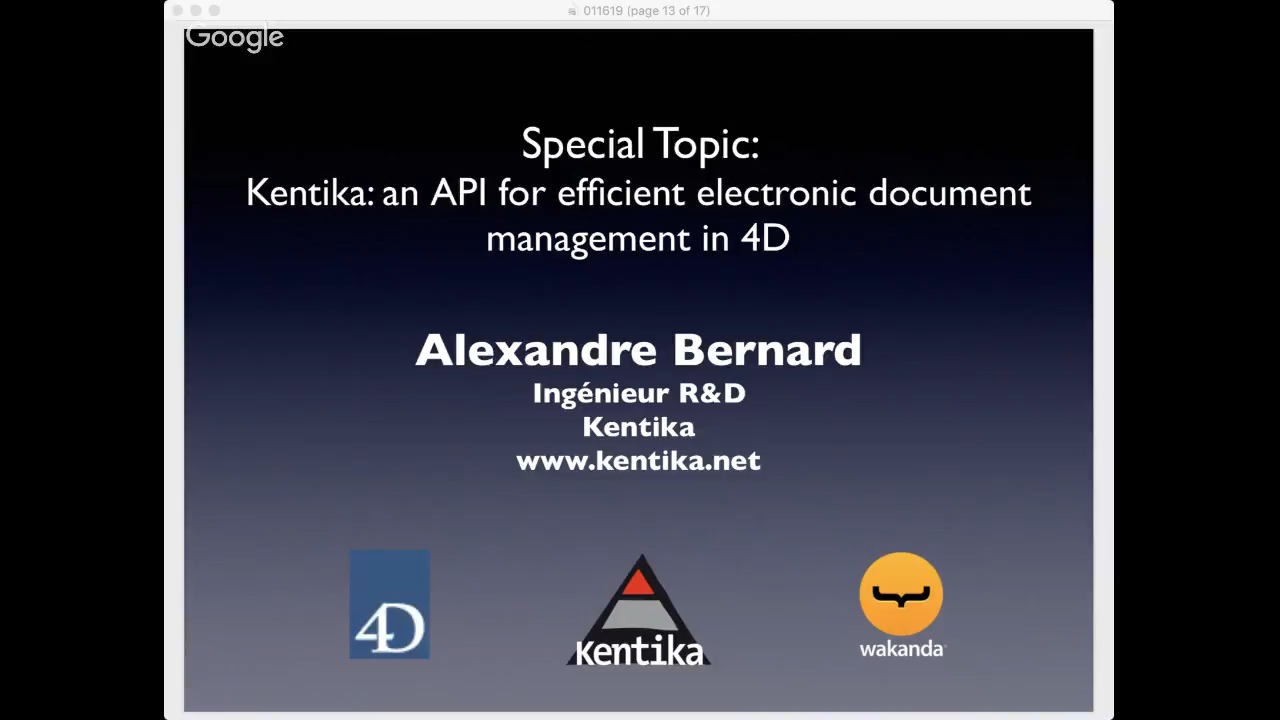 011619 (page 13 of 17)
Google
Special Topic:
Kentika: an API for efficient electronic document
management in 4D
Alexandre Bernard
Ingénieur R&D
Kentika
www.kentika.net
4D
Kentika
wakanda